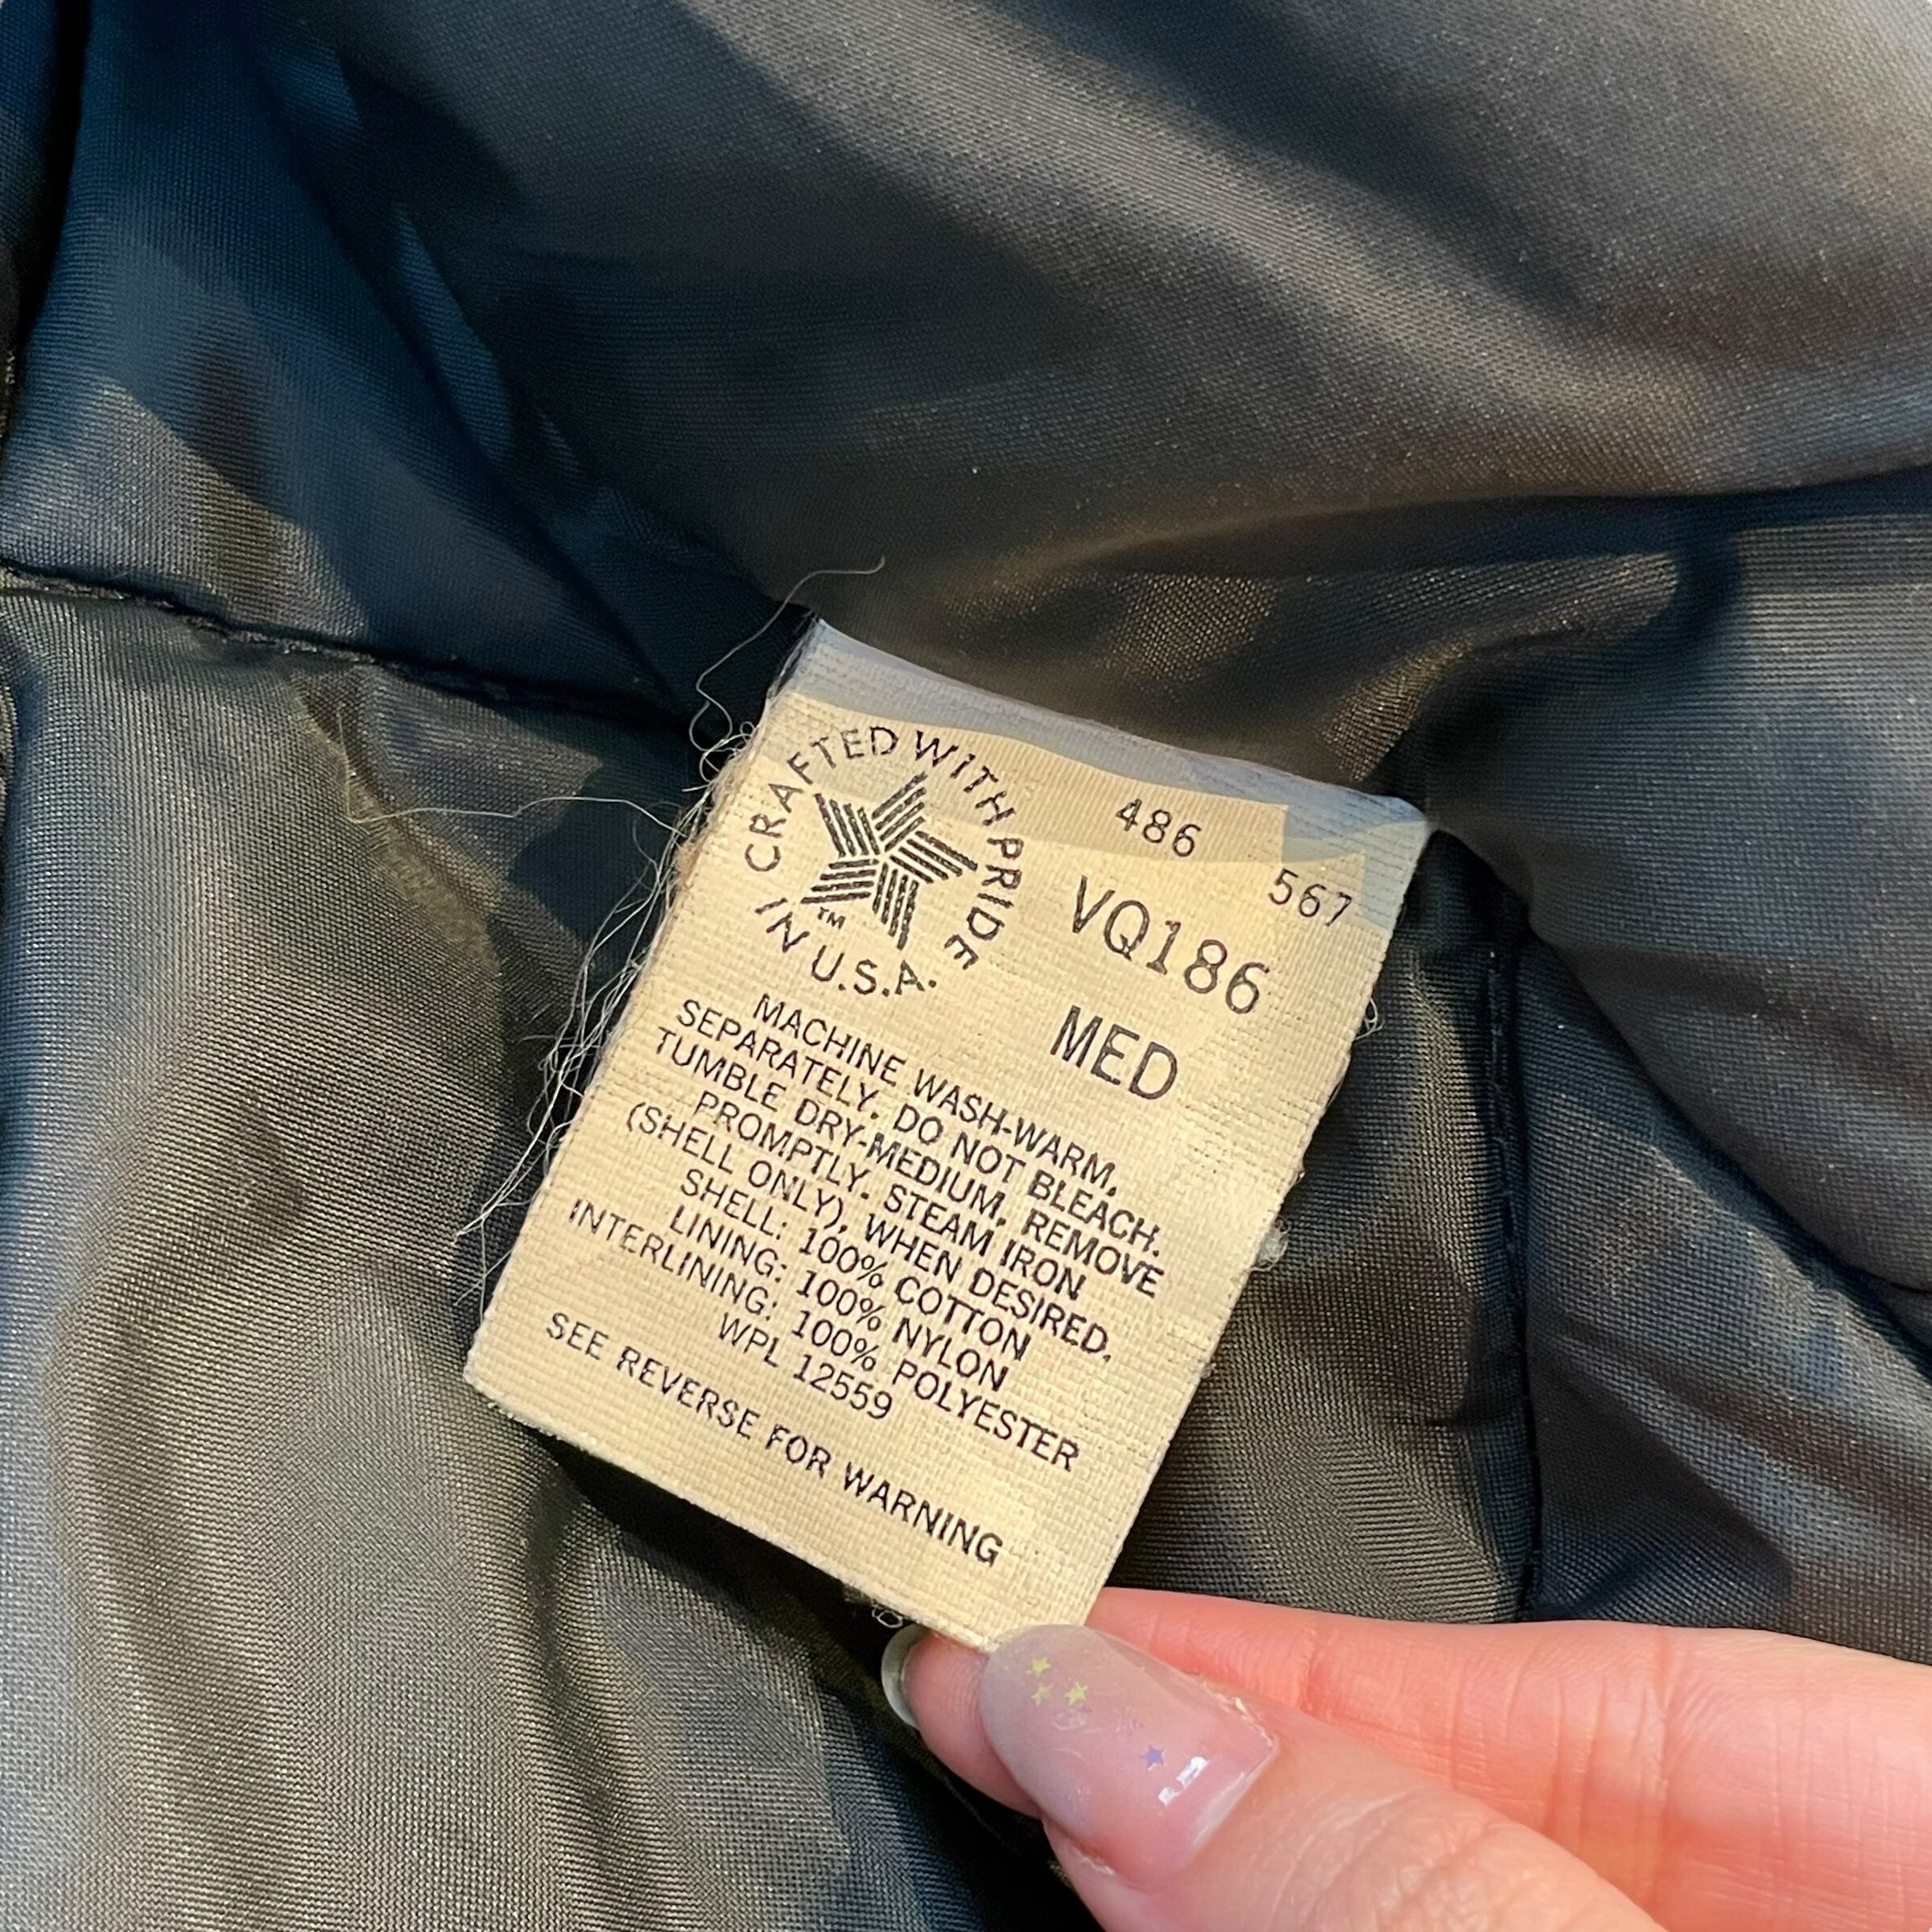 CRAFTED WITH PRIDE
IN U.S.A.
TM
486
567
VQ186
MED
MACHINE WASH-WARM,
SEPARATELY. DO NOT BLEACH.
TUMBLE DRY-MEDIUM, REMOVE
PROMPTLY. STEAM IRON
(SHELL ONLY), WHEN DESIRED.
SHELL: 100% COTTON
LINING: 100% NYLON
INTERLINING: 100% POLYESTER
WPL 12559
SEE REVERSE FOR WARNING